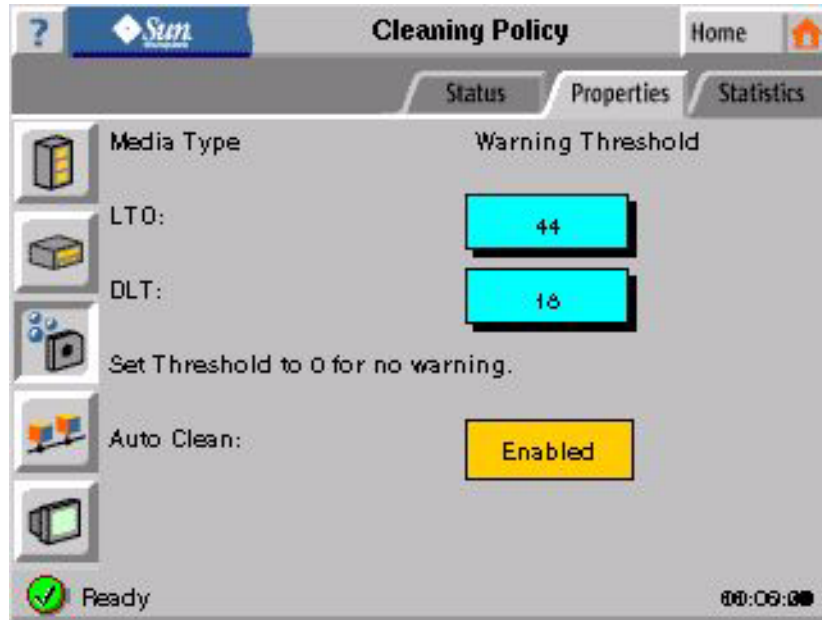 ?
Sun
Cleaning Policy
Home
Status
Properties
Statistics
Media Type
Warning Threshold
LTO:
44
DLT:
18
Set Threshold to 0 for no warning.
Auto Clean:
Enabled
Ready